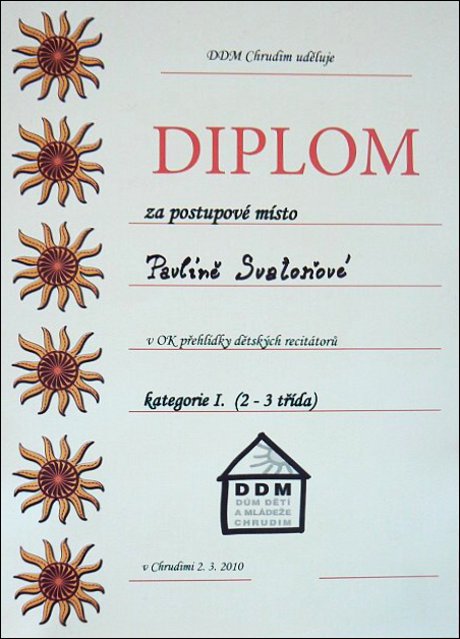 DDM Chrudim uděluje
DIPLOM
za postupové místo
Pavlíně Svatoňové
v OK přehlídky dětských recitátorů
kategorie I. (2 - 3 třída)
DDM
DŮM DĚTÍ
A MLÁDEŽE
CHRUDIM
v Chrudimi 2. 3. 2010